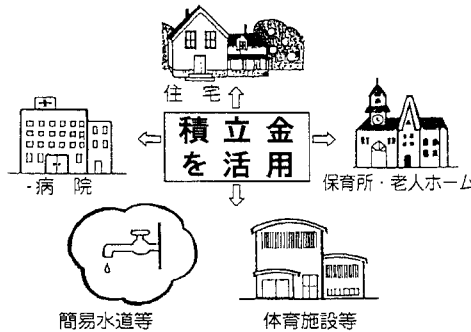 住宅
積立金
を活用
病院
保育所・老人ホーム
簡易水道等
体育施設等